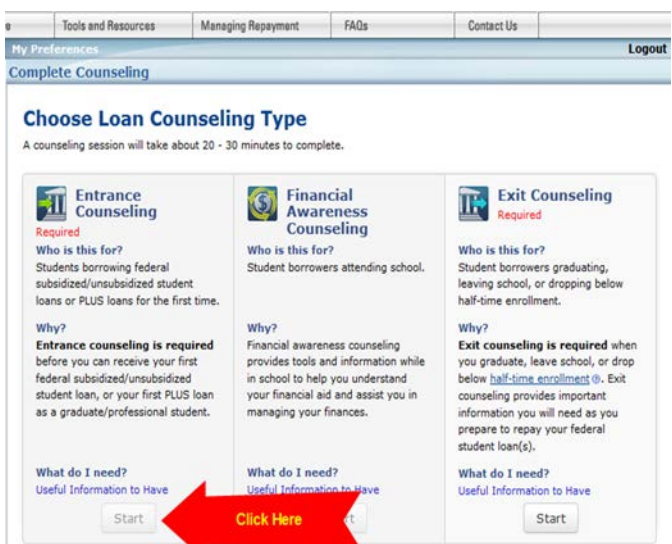 e Tools and Resources Managing Repayment FAQs Contact Us
My Preferences Logout
Complete Counseling
Choose Loan Counseling Type
A counseling session will take about 20 - 30 minutes to complete.
Entrance
Counseling
Required
Who is this for?
Students borrowing federal
subsidized/unsubsidized student
loans or PLUS loans for the first time.
Why?
Entrance counseling is required
before you can receive your first
federal subsidized/unsubsidized
student loan, or your first PLUS loan
as a graduate/professional student.
What do I need?
Useful Information to Have
Start
Financial
Awareness
Counseling
Who is this for?
Student borrowers attending school.
Why?
Financial awareness counseling
provides tools and information while
in school to help you understand
your financial aid and assist you in
managing your finances.
What do I need?
Useful Information to Have
Click Here
t
Exit Counseling
Required
Who is this for?
Student borrowers graduating,
leaving school, or dropping below
half-time enrollment.
Why?
Exit counseling is required when
you graduate, leave school, or drop
below half-time enrollment. Exit
counseling provides important
information you will need as you
prepare to repay your federal
student loan(s).
What do I need?
Useful Information to Have
Start